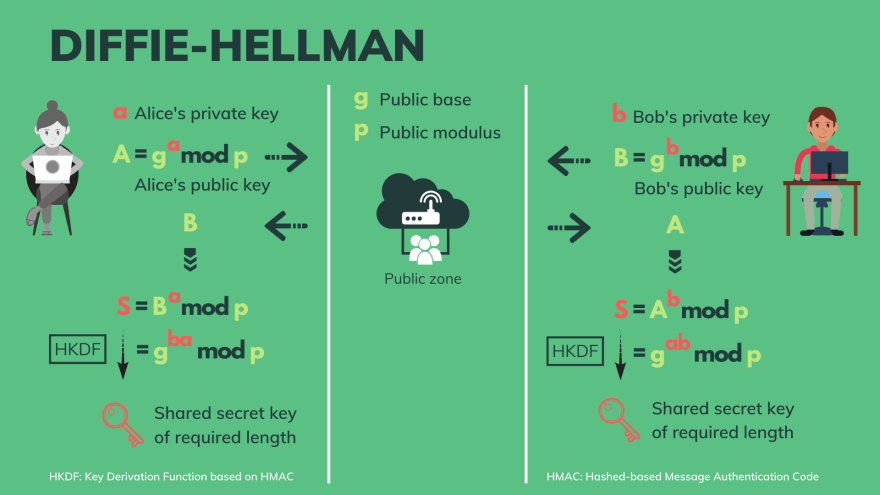 DIFFIE-HELLMAN
a Alice's private key
A = g^a mod p
Alice's public key
B
S = B^a mod p
HKDF
= g^ba mod p
Shared secret key
of required length
HKDF: Key Derivation Function based on HMAC
g Public base
p Public modulus
Public zone
b Bob's private key
B = g^b mod p
Bob's public key
A
S = A^b mod p
HKDF
= g^ab mod p
Shared secret key
of required length
HMAC: Hashed-based Message Authentication Code